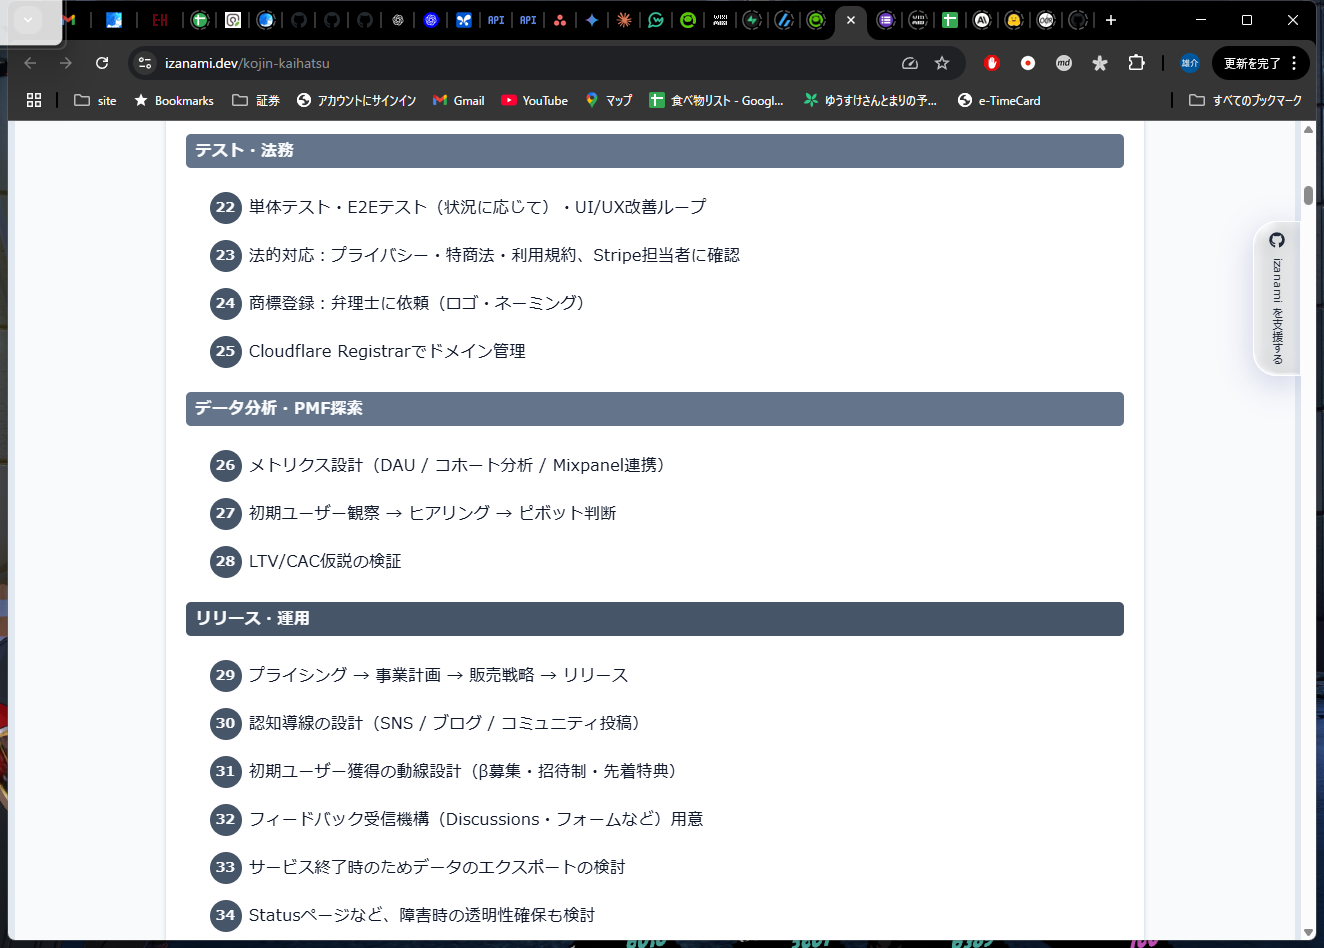 izanami.dev/kojin-kaihatsu
雄介
更新を完了
site
Bookmarks
証券
アカウントにサインイン
Gmail
YouTube
マップ
食べ物リスト - Googl...
ゆうすけさんとまりの予...
e-TimeCard
すべてのブックマーク
テスト・法務
22 単体テスト・E2Eテスト（状況に応じて）・UI/UX改善ループ
23 法的対応：プライバシー・特商法・利用規約、Stripe担当者に確認
24 商標登録：弁理士に依頼（ロゴ・ネーミング）
25 Cloudflare Registrarでドメイン管理
データ分析・PMF探索
26 メトリクス設計（DAU / コホート分析 / Mixpanel連携）
27 初期ユーザー観察 → ヒアリング → ピボット判断
28 LTV/CAC仮説の検証
リリース・運用
29 プライシング → 事業計画 → 販売戦略 → リリース
30 認知導線の設計（SNS / ブログ / コミュニティ投稿）
31 初期ユーザー獲得の動線設計（β募集・招待制・先着特典）
32 フィードバック受信機構（Discussions・フォームなど）用意
33 サービス終了時のためデータのエクスポートの検討
34 Statusページなど、障害時の透明性確保も検討
izanami を支援する